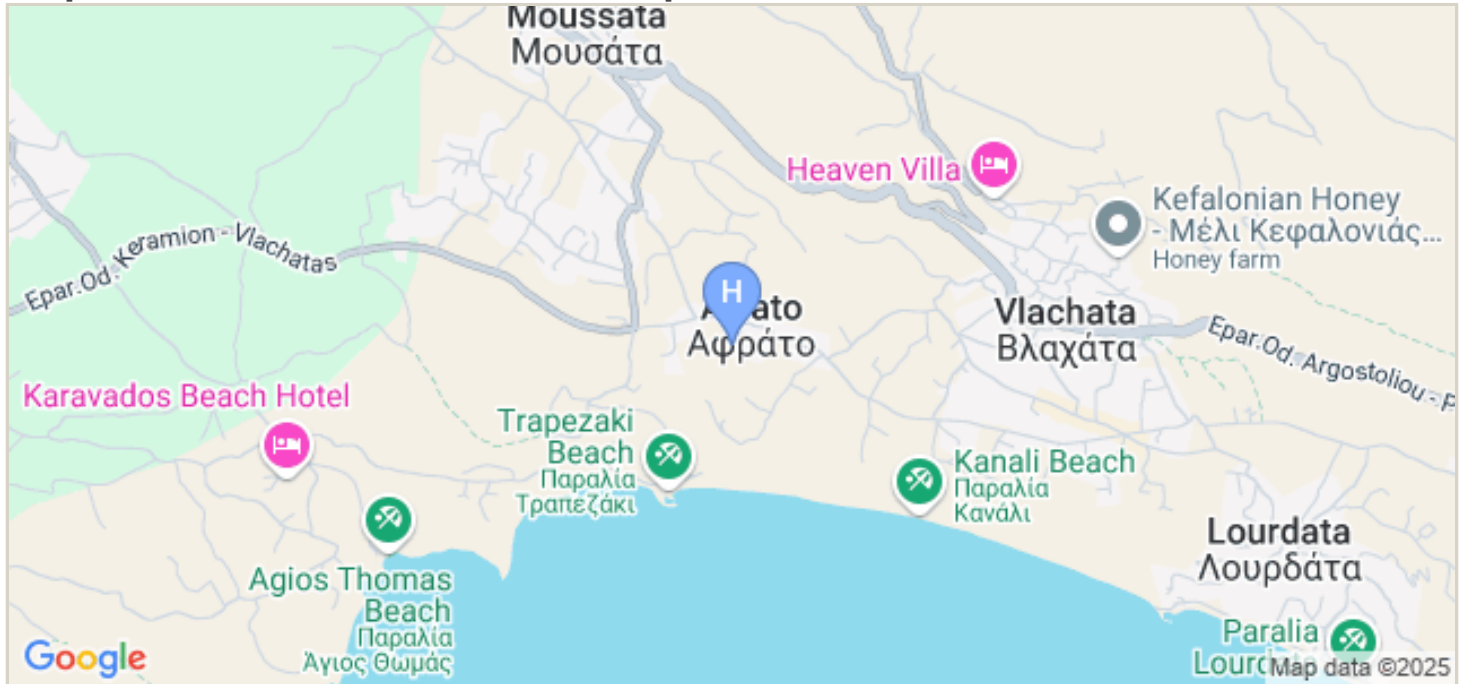 Moussata
Μουσάτα
Heaven Villa
Kefalonian Honey
- Μέλι Κεφαλονιάς...
Honey farm
Epar.Od. Keramion - Vlachatas
H
ato
Αφράτο
Vlachata
Βλαχάτα
Epar.Od. Argostoliou - P
Karavados Beach Hotel
Trapezaki
Beach
Παραλία
Τραπεζάκι
Kanali Beach
Παραλία
Κανάλι
Lourdata
Λουρδάτα
Agios Thomas
Beach
Παραλία
Άγιος Θωμάς
Paralia
Lourd
Google
Map data ©2025